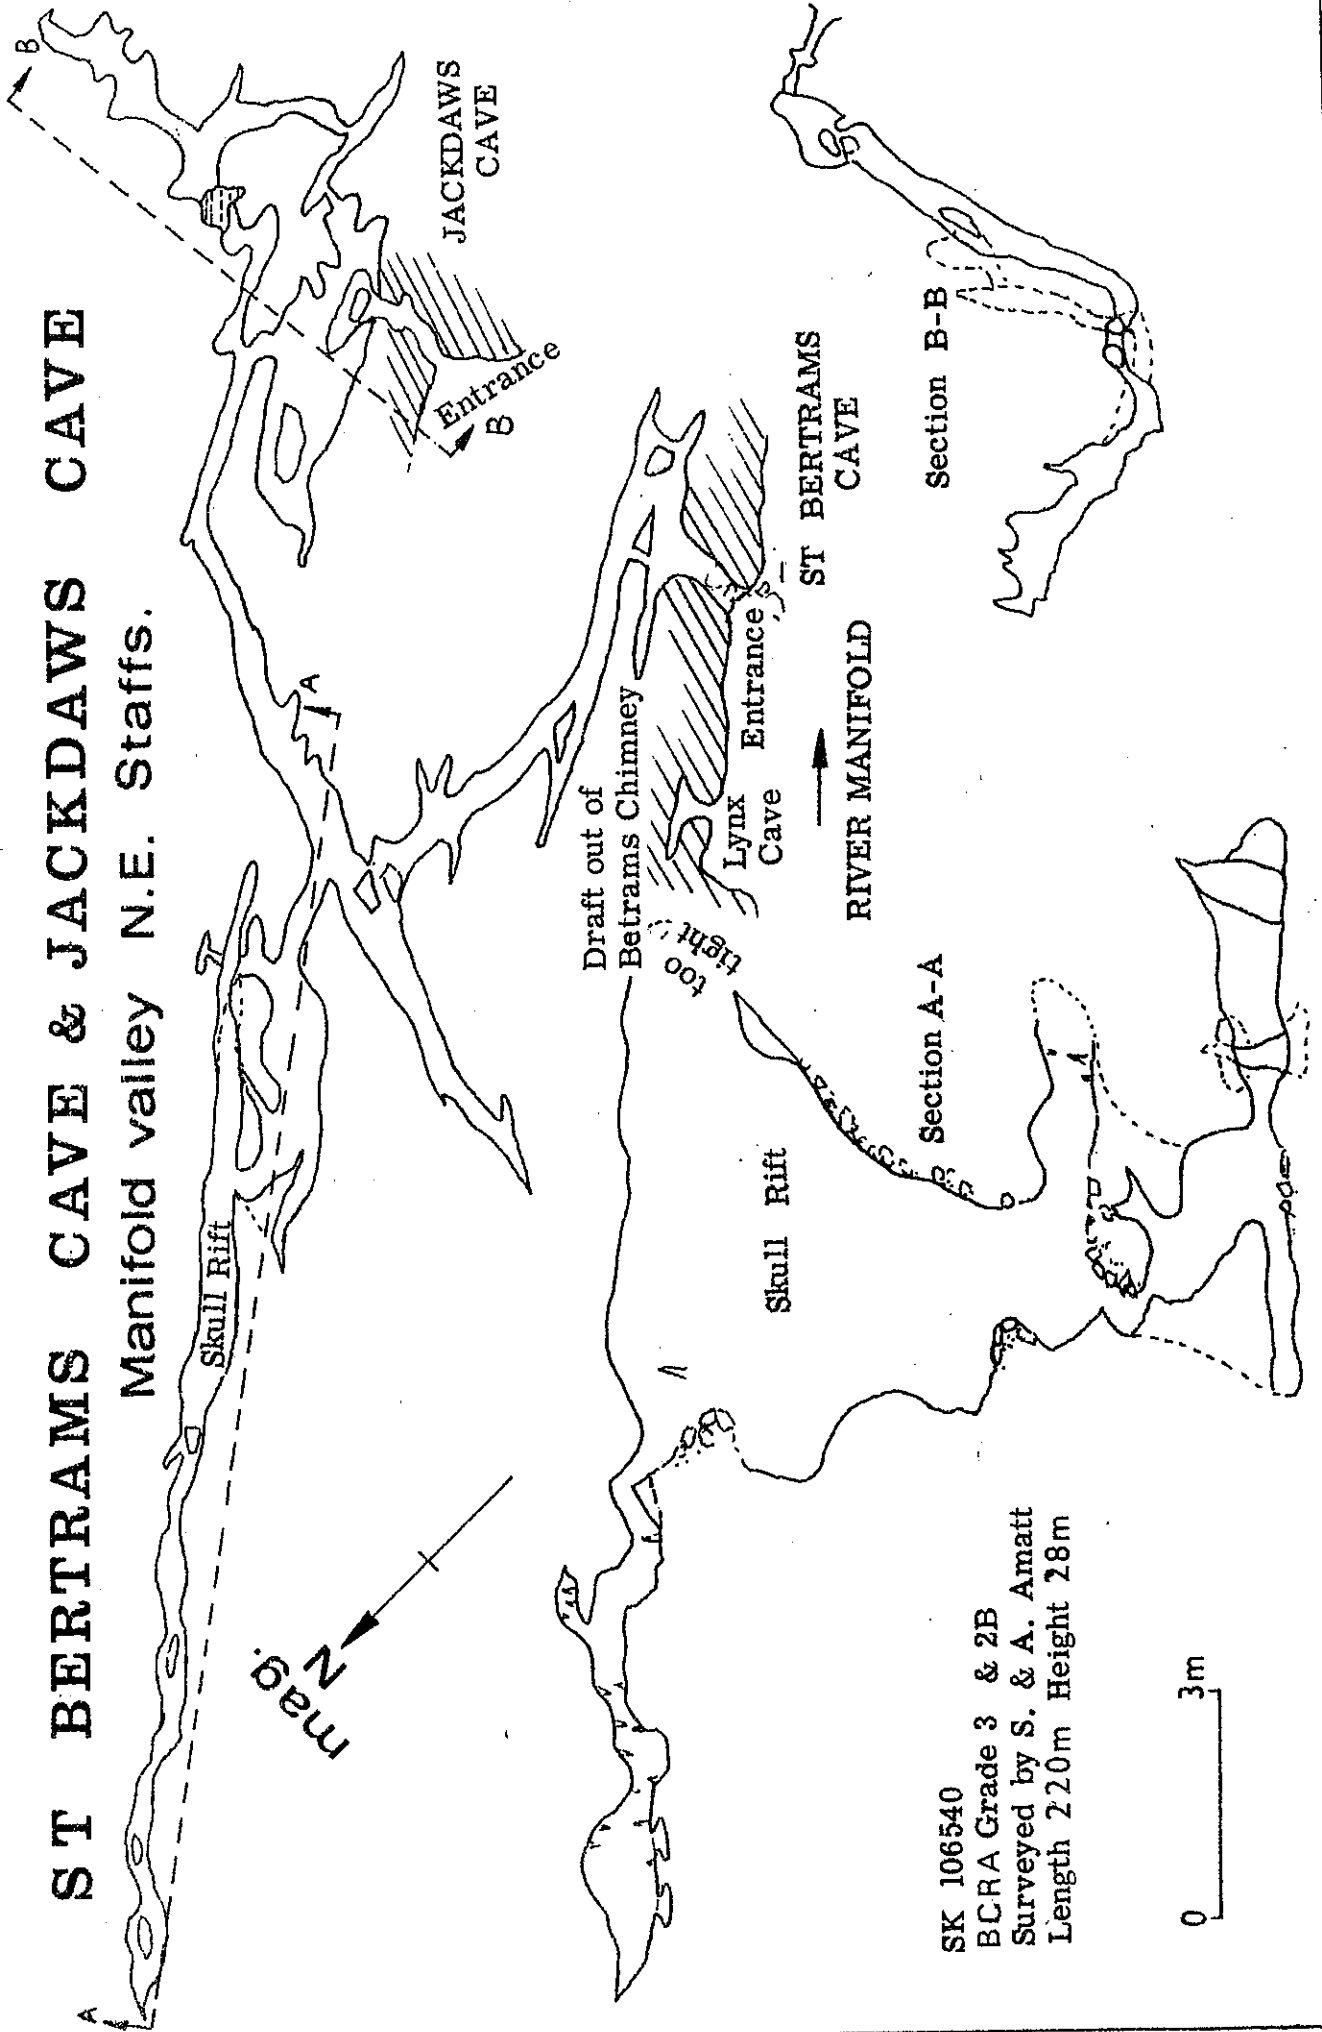 ST BERTRAMS CAVE & JACKDAWS CAVE
Manifold valley N.E. Staffs.
A
Skull Rift
A
B
B
Entrance
JACKDAWS
CAVE
mag.
N
Draft out of
Betrams Chimney
too
tight
Lynx
Cave
Entrance
ST BERTRAMS
CAVE
RIVER MANIFOLD
Skull Rift
Section A-A
Section B-B
SK 106540
BCRA Grade 3 & 2B
Surveyed by S. & A. Amatt
Length 220m Height 28m
0 3m